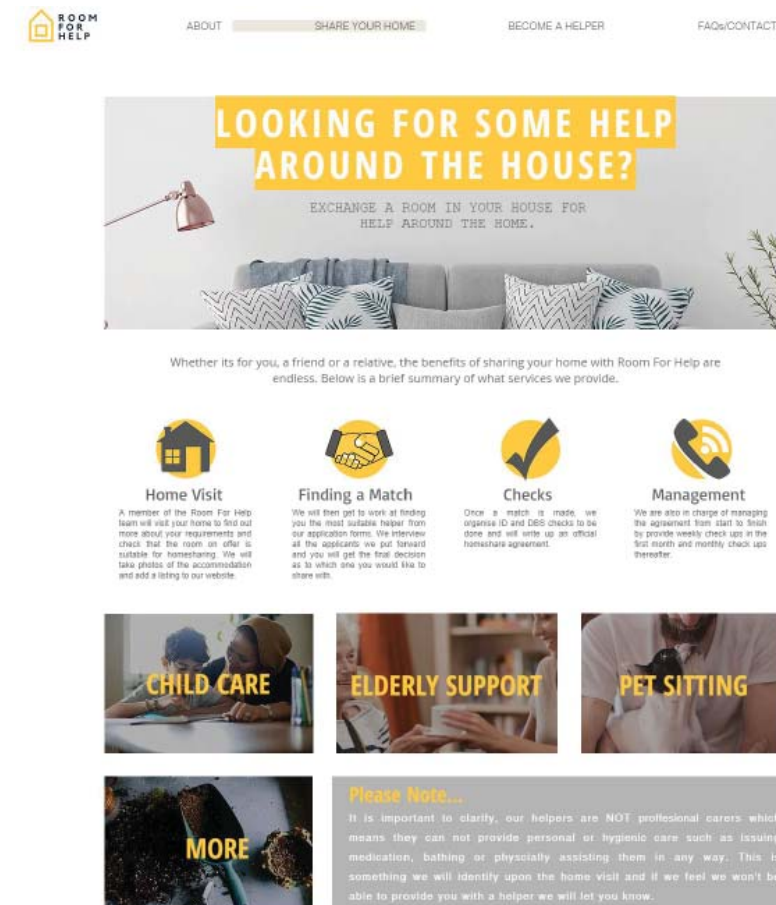 ROOM
FOR
HELP
ABOUT
SHARE YOUR HOME
BECOME A HELPER
FAQs/CONTACT
LOOKING FOR SOME HELP
AROUND THE HOUSE?
EXCHANGE A ROOM IN YOUR HOUSE FOR
HELP AROUND THE HOME.
Whether its for you, a friend or a relative, the benefits of sharing your home with Room For Help are
endless. Below is a brief summary of what services we provide.
Home Visit
A member of the Room For Help
team will visit your home to find out
more about your requirements and
check that the room on offer is
suitable for homesharing. We will
take photos of the accommodation
and add a listing to our website.
Finding a Match
We will then get to work at finding
you the most suitable helper from
our application forms. We interview
all the applicants we put forward
and you will get the final decision
as to which one you would like to
share with.
Checks
Once a match is made, we
organise ID and DBS checks to be
done and will write up an official
homeshare agreement.
Management
We are also in charge of managing
the agreement from start to finish
by provide weekly check ups in the
first month and monthly check ups
thereafter.
CHILD CARE
ELDERLY SUPPORT
PET SITTING
MORE
Please Note...
It is important to clarify, our helpers are NOT proffesional carers which
means they can not provide personal or hygienic care such as issuing
medication, bathing or physcially assisting them in any way. This is
something we will identify upon the home visit and if we feel we won't be
able to provide you with a helper we will let you know.